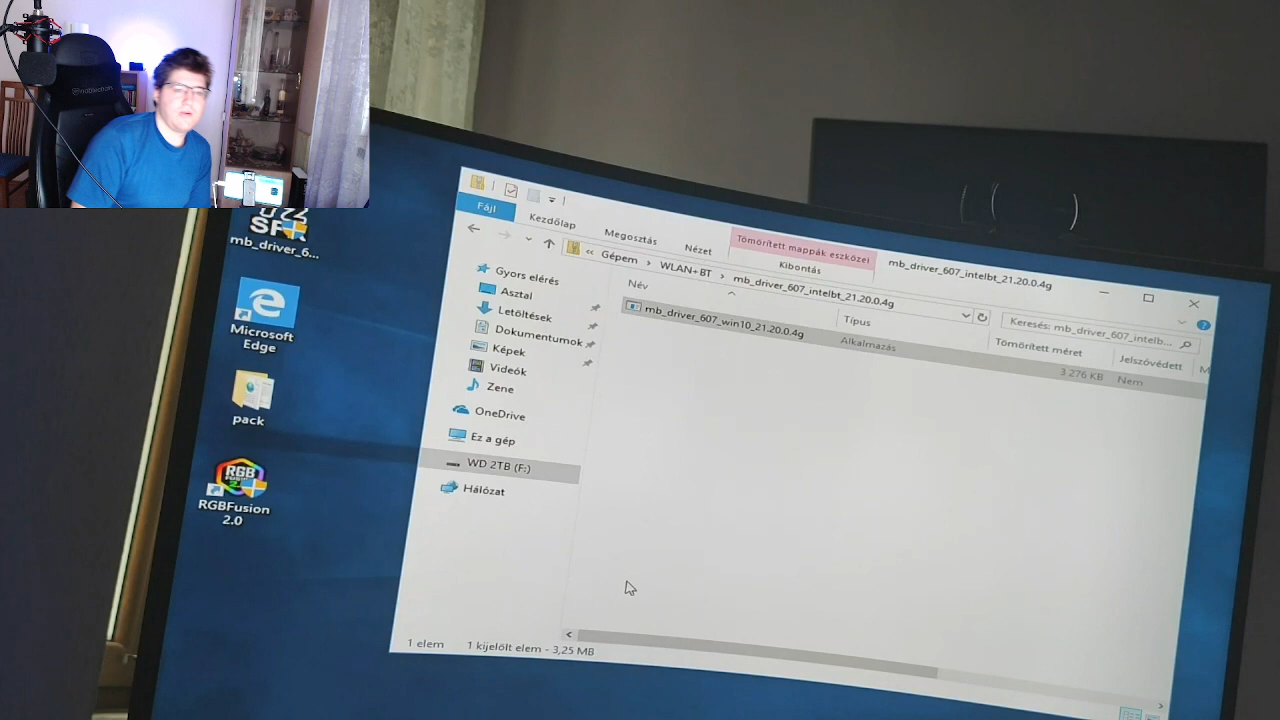 mb_driver_6...
Microsoft
Edge
pack
RGB
RGBFusion
2.0
Fájl
Kezdőlap
Megosztás
Nézet
Tömörített mappák eszközei
Kibontás
mb_driver_607_intelbt_21.20.0.4g
« Gépem › WLAN+BT › mb_driver_607_intelbt_21.20.0.4g
Keresés: mb_driver_607_intelb...
Gyors elérés
Asztal
Letöltések
Dokumentumok
Képek
Videók
Zene
OneDrive
Ez a gép
WD 2TB (F:)
Hálózat
Név
Típus
Tömörített méret
Jelszóvédett
M
mb_driver_607_win10_21.20.0.4g
Alkalmazás
3 276 KB
Nem
1 elem
1 kijelölt elem - 3,25 MB